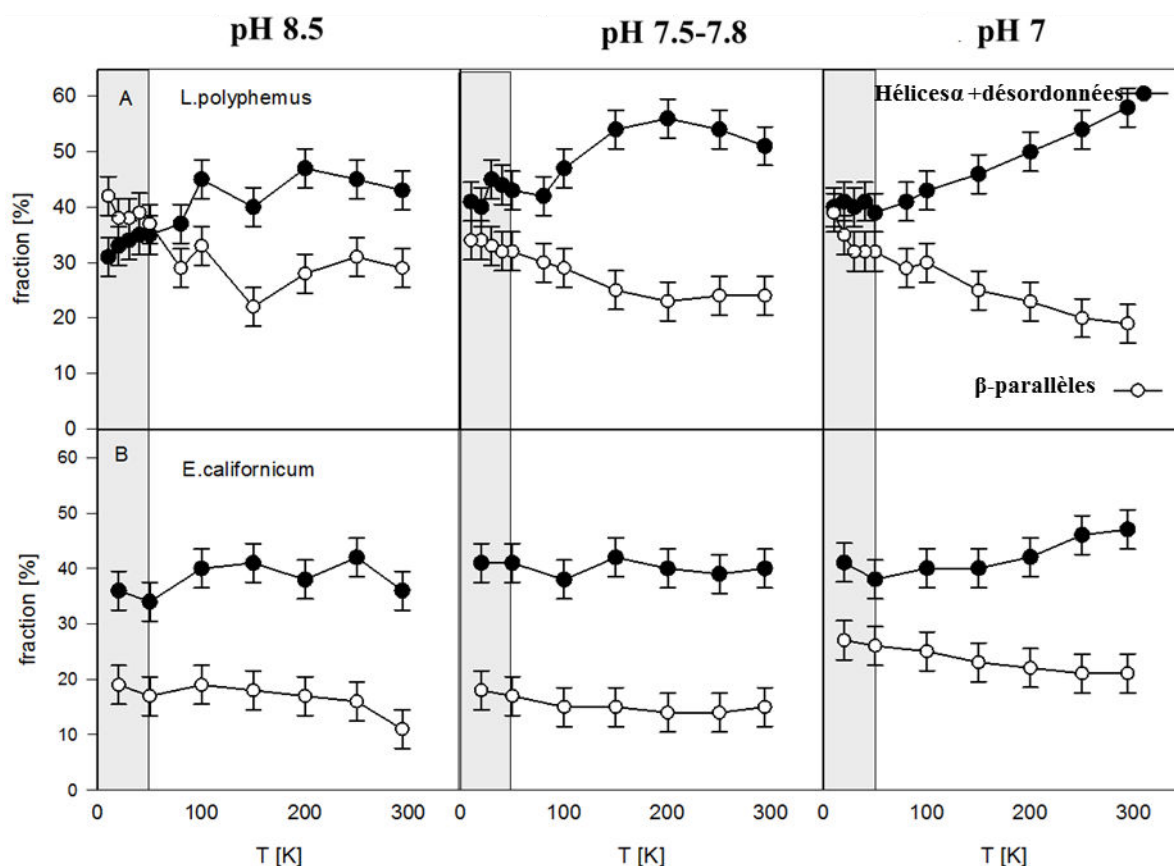 pH 8.5
pH 7.5-7.8
pH 7
A
L.polyphemus
Hélicesα +désordonnées
β-parallèles
fraction [%]
60
50
40
30
20
10
0
B
E.californicum
fraction [%]
60
50
40
30
20
10
0
0 100 200 300
0 100 200 300
0 100 200 300
T [K]
T [K]
T [K]